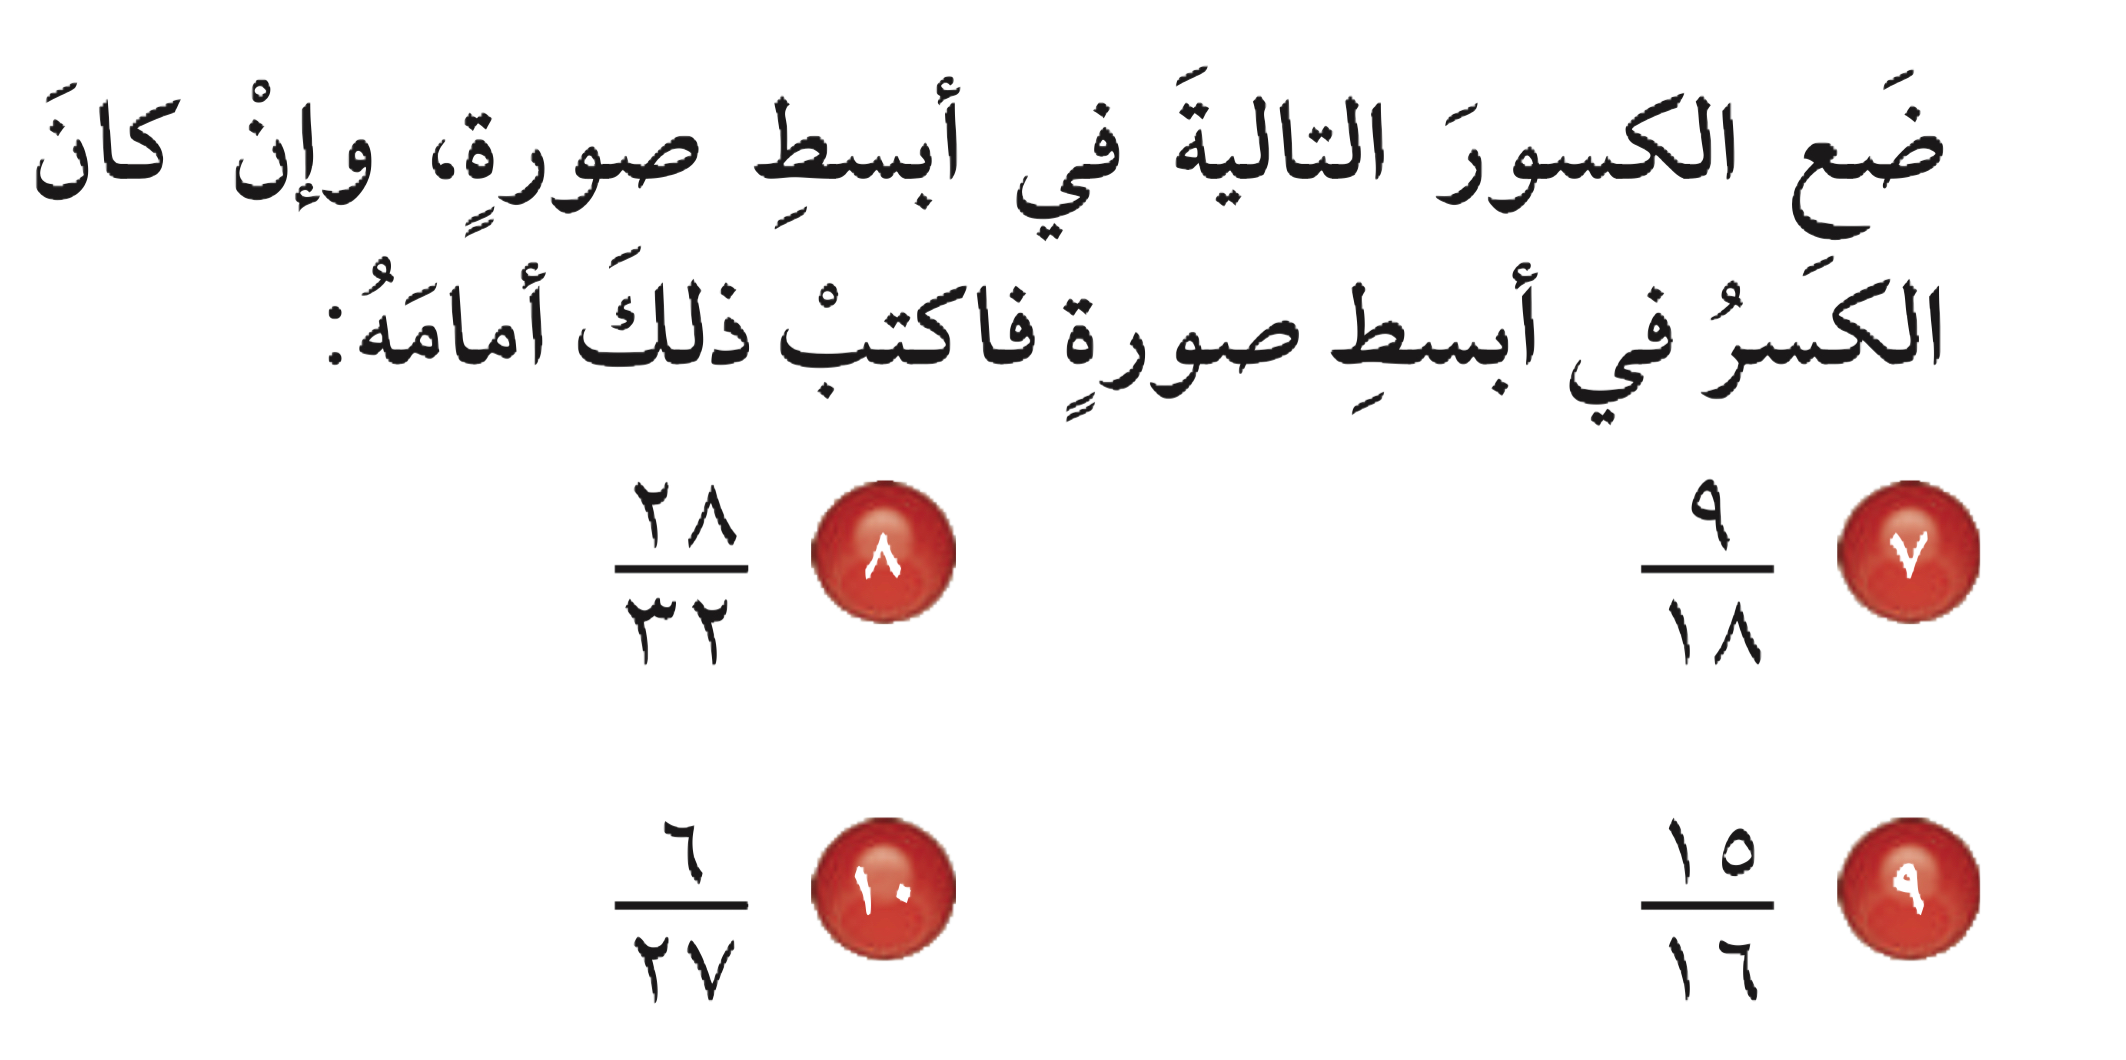 ضَعِ الكسورَ التاليةَ في أبسطِ صورةٍ، وإنْ كانَ
الكَسرُ في أبسطِ صورةٍ فاكتبْ ذلكَ أمامَهُ:
٧ ٩/١٨ ٨ ٢٨/٣٢
٩ ١٥/١٦ ١٠ ٦/٢٧